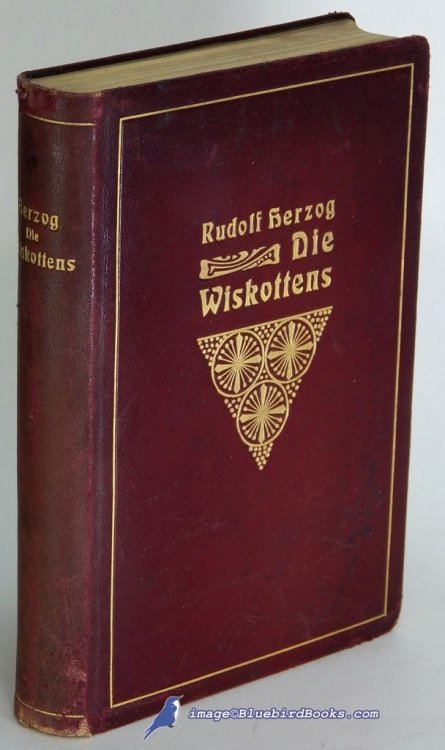 Herzog
Die
Wiskottens
Rudolf Herzog
Die
Wiskottens
image©BluebirdBooks.com